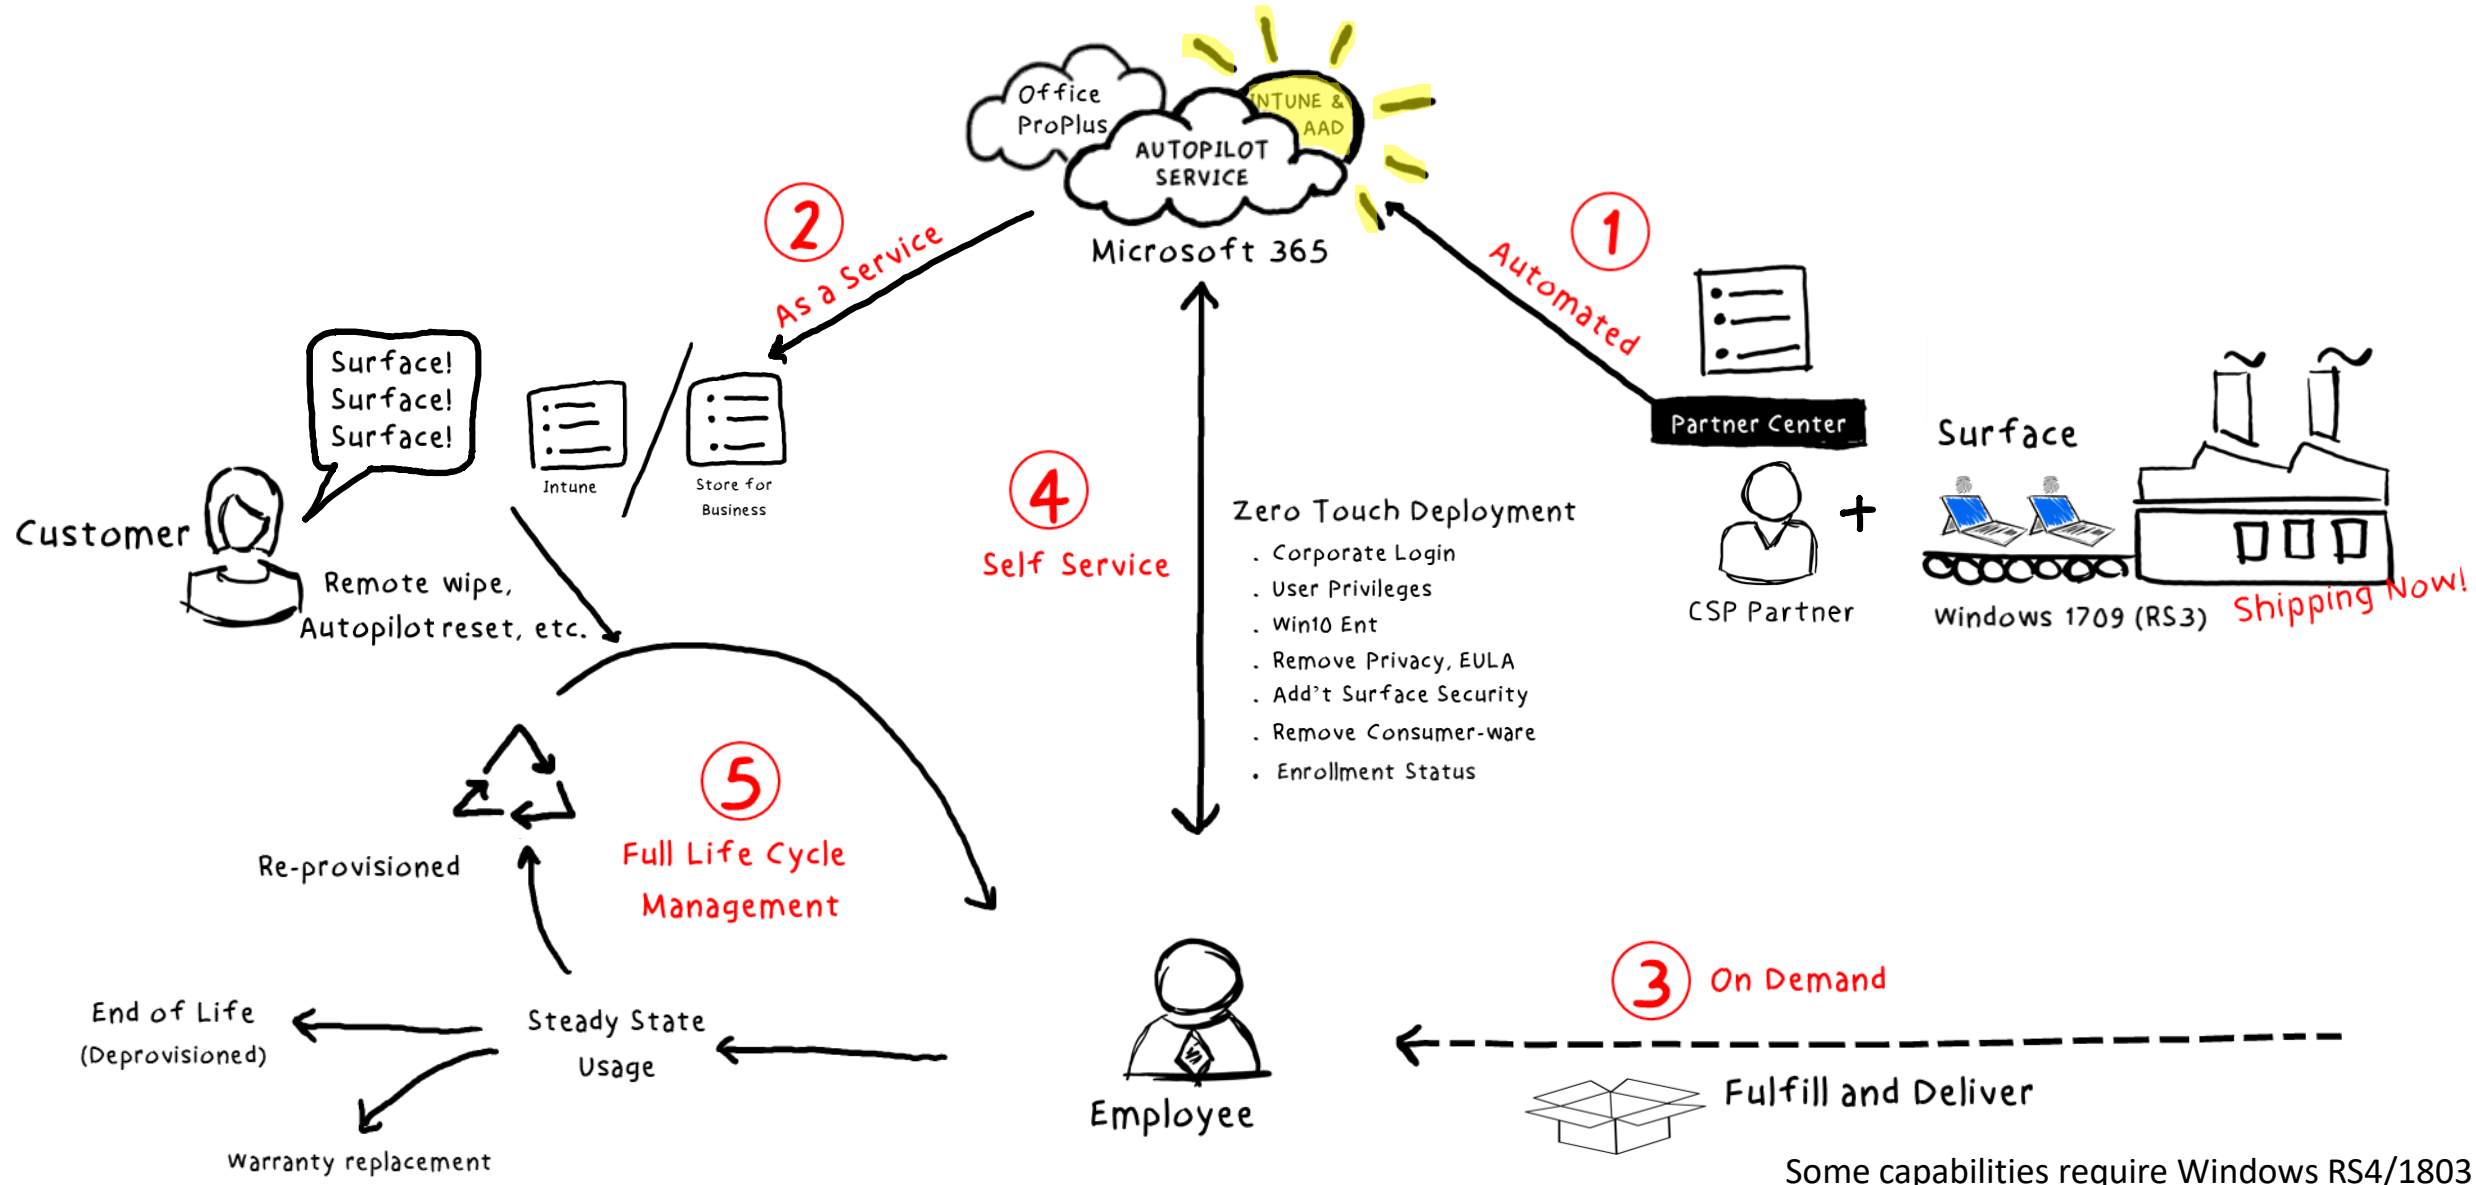 Office
ProPlus
INTUNE &
AAD
AUTOPILOT
SERVICE
Microsoft 365
2
As a Service
1
Automated
Surface!
Surface!
Surface!
Intune
Store for
Business
Customer
Remote wipe,
Autopilot reset, etc.
4
Self Service
Zero Touch Deployment
. Corporate Login
. User Privileges
. Win10 Ent
. Remove Privacy, EULA
. Add't Surface Security
. Remove Consumer-ware
. Enrollment Status
Partner Center
CSP Partner
+
Surface
Windows 1709 (RS3)
Shipping Now!
5
Full Life Cycle
Management
Re-provisioned
End of Life
(Deprovisioned)
Steady State
Usage
Warranty replacement
Employee
3
On Demand
Fulfill and Deliver
Some capabilities require Windows RS4/1803